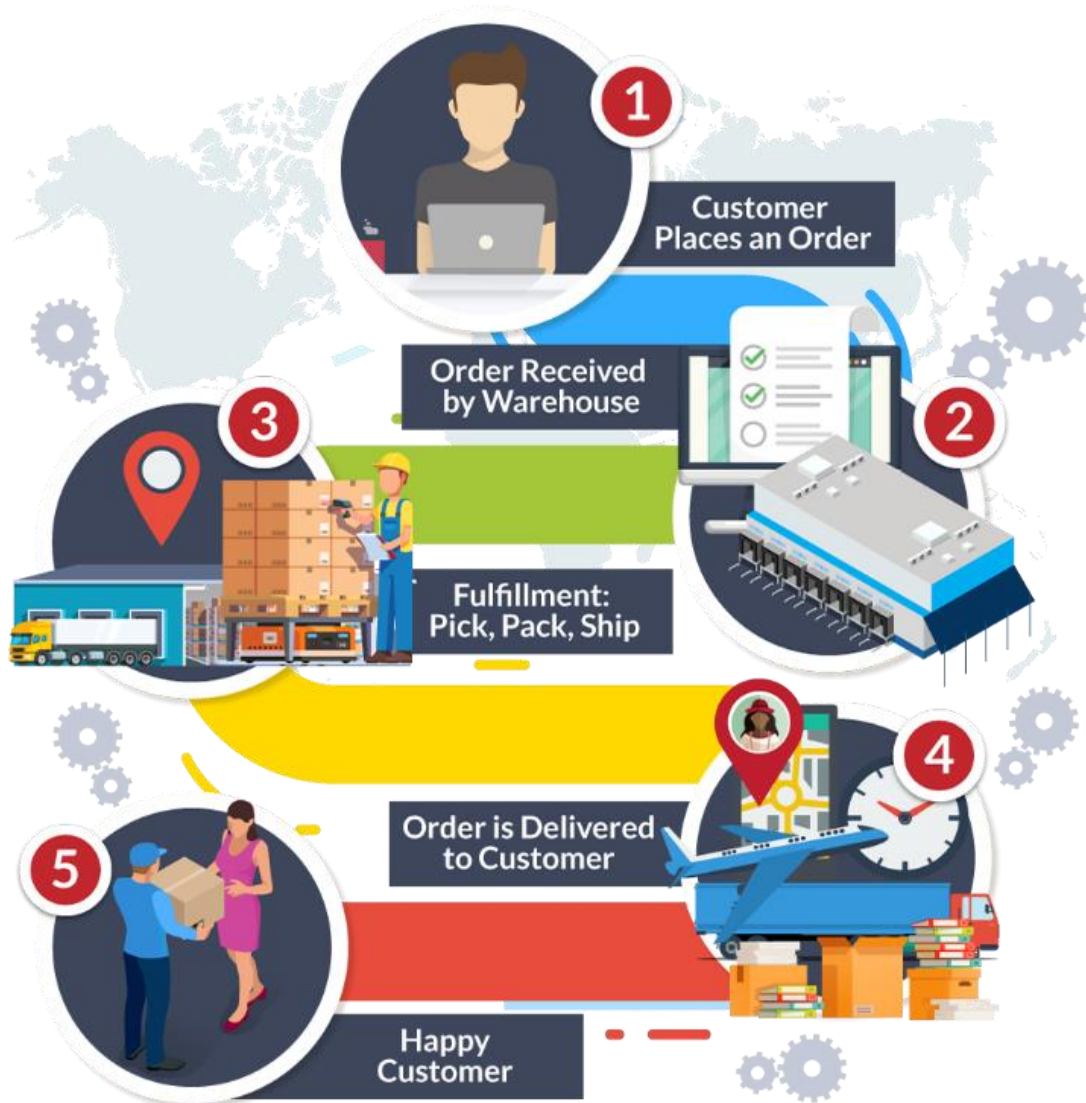 1
Customer
Places an Order
Order Received
by Warehouse
2
3
Fulfillment:
Pick, Pack, Ship
4
Order is Delivered
to Customer
5
Happy
Customer